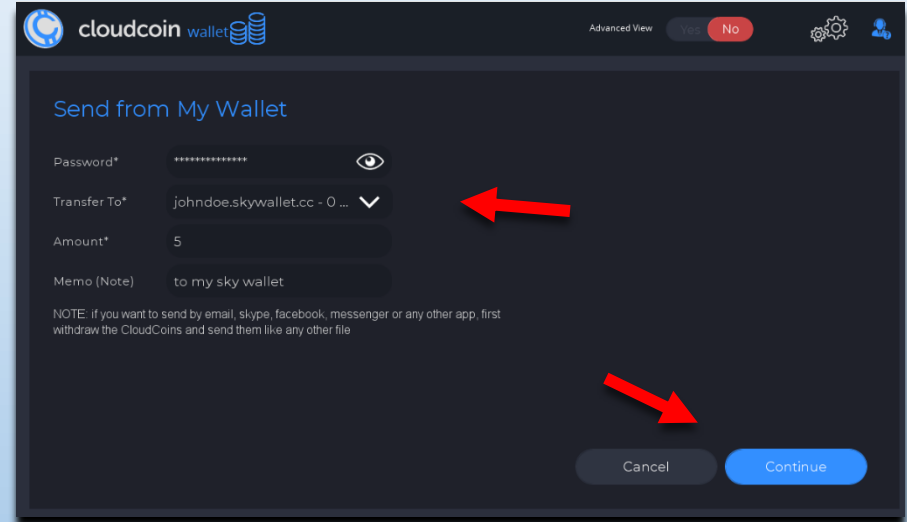 cloudcoin wallet
Advanced View Yes No
Send from My Wallet
Password* **************
Transfer To* johndoe.skywallet.cc - 0 ...
Amount* 5
Memo (Note) to my sky wallet
NOTE: if you want to send by email, skype, facebook, messenger or any other app, first
withdraw the CloudCoins and send them like any other file
Cancel Continue